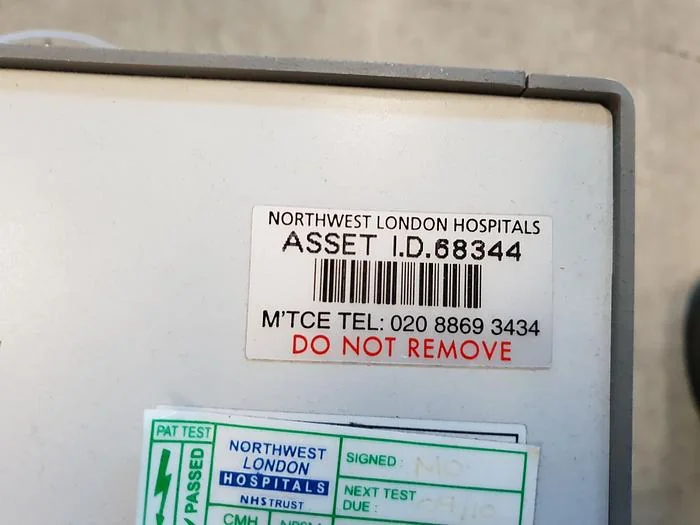 NORTHWEST LONDON HOSPITALS
ASSET I.D.68344
M'TCE TEL: 020 8869 3434
DO NOT REMOVE
PAT TEST
PASSED
NORTHWEST
LONDON
HOSPITALS
NHS TRUST
SIGNED:
NEXT TEST
DUE:
CMH